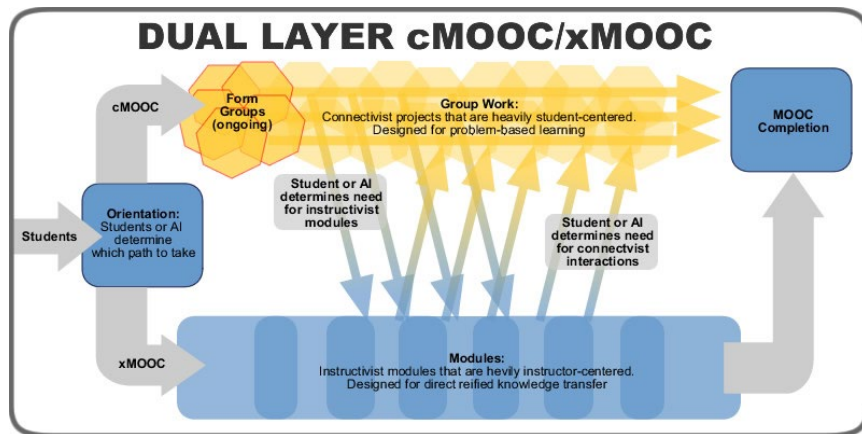 DUAL LAYER cMOOC/xMOOC
cMOOC
Form
Groups
(ongoing)
Group Work:
Connectivist projects that are heavily student-centered.
Designed for problem-based learning
MOOC
Completion
Student or AI
determines need
for instructivist
modules
Student or AI
determines need
for connectvist
interactions
Students
Orientation:
Students or AI
determine
which path to take
xMOOC
Modules:
Instructivist modules that are hevily instructor-centered.
Designed for direct reified knowledge transfer